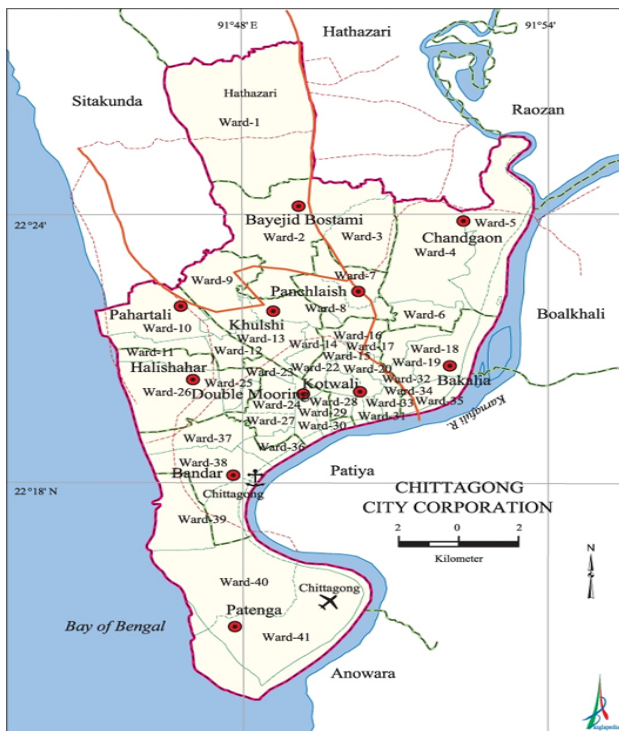 91°48' E
91°54'
Hathazari
Sitakunda
Hathazari
Raozan
Ward-1
Bayejid Bostami
22°24'
Ward-5
Ward-2
Ward-3
Chandgaon
Ward-4
Ward-9
Ward-7
Panchlaish
Ward-8
Pahartali
Ward-6
Boalkhali
Ward-10
Khulshi
Ward-13
Ward-16
Ward-14
Ward-17
Ward-11
Ward-12
Ward-15
Ward-18
Halishahar
Ward-22
Ward-19
Ward-23
Ward-20
Bakalia
Ward-25
Kotwali
Ward-32
Ward-26
Double Mooring
Ward-34
Ward-24
Ward-28
Ward-33
Ward-35
Ward-29
Ward-31
Karnafuli R.
Ward-27
Ward-30
Ward-37
Ward-36
Ward-38
Bandar
Patiya
22°18' N
Chittagong
CHITTAGONG
CITY CORPORATION
Ward-39
2 0 2
Kilometer
N
Ward-40
Chittagong
Patenga
Bay of Bengal
Ward-41
Anowara
Banglapedia